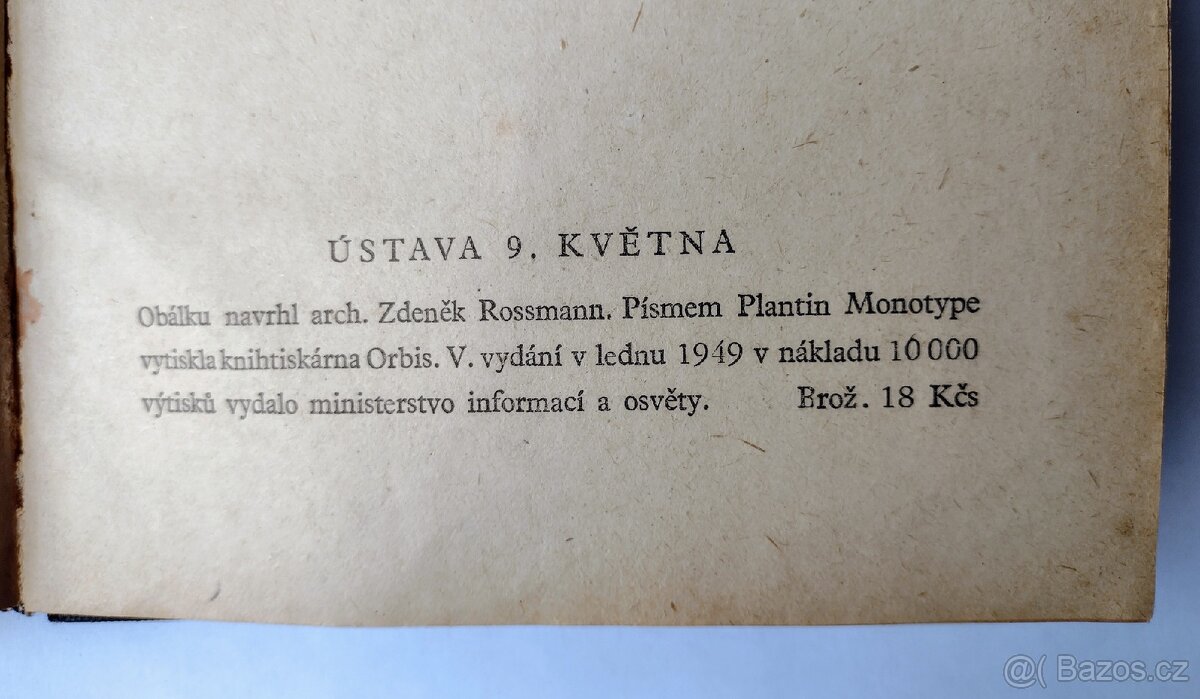 ÚSTAVA 9. KVĚTNA
Obálku navrhl arch. Zdeněk Rossmann. Písmem Plantin Monotype
vytiskla knihtiskárna Orbis. V. vydání v lednu 1949 v nákladu 10 000
výtisků vydalo ministerstvo informací a osvěty. Brož. 18 Kčs
@( Bazos.cz